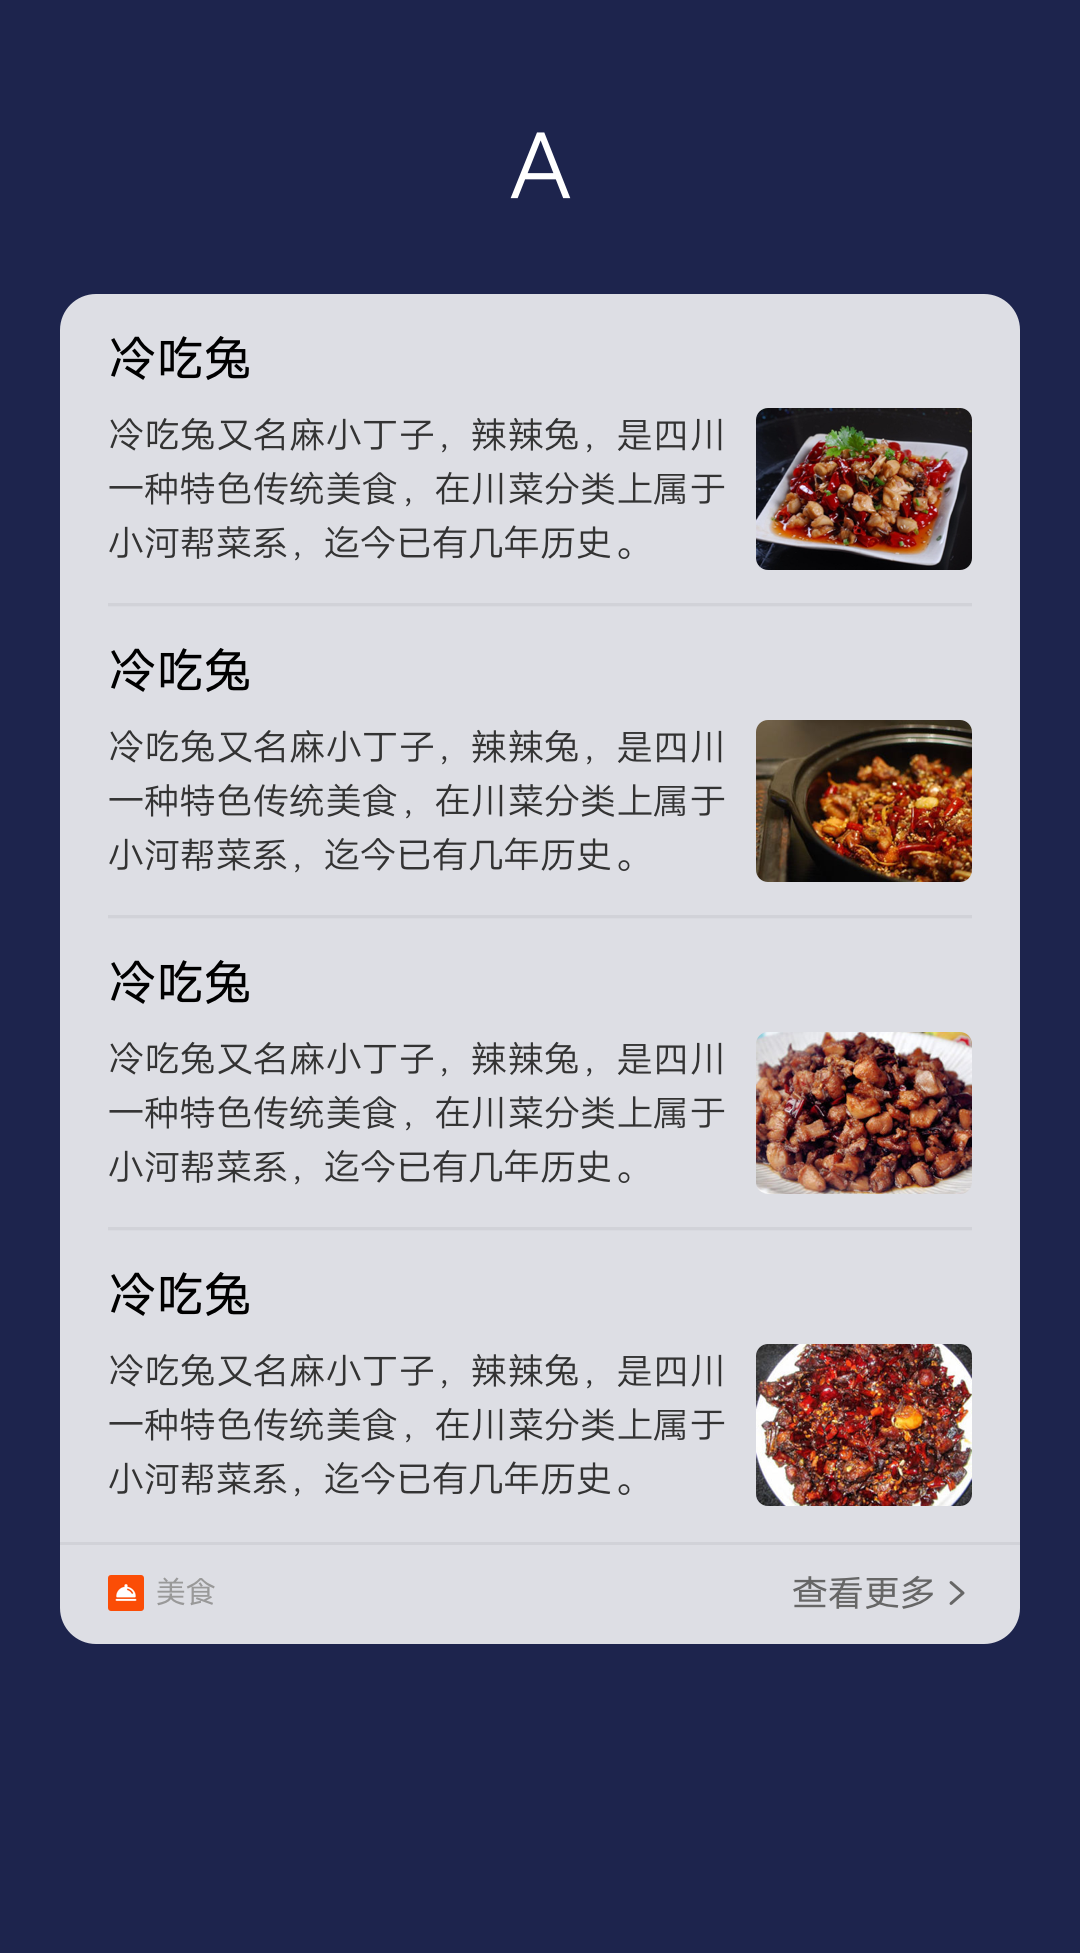 A
冷吃兔
冷吃兔又名麻小丁子，辣辣兔，是四川
一种特色传统美食，在川菜分类上属于
小河帮菜系，迄今已有几年历史。
冷吃兔
冷吃兔又名麻小丁子，辣辣兔，是四川
一种特色传统美食，在川菜分类上属于
小河帮菜系，迄今已有几年历史。
冷吃兔
冷吃兔又名麻小丁子，辣辣兔，是四川
一种特色传统美食，在川菜分类上属于
小河帮菜系，迄今已有几年历史。
冷吃兔
冷吃兔又名麻小丁子，辣辣兔，是四川
一种特色传统美食，在川菜分类上属于
小河帮菜系，迄今已有几年历史。
美食 查看更多